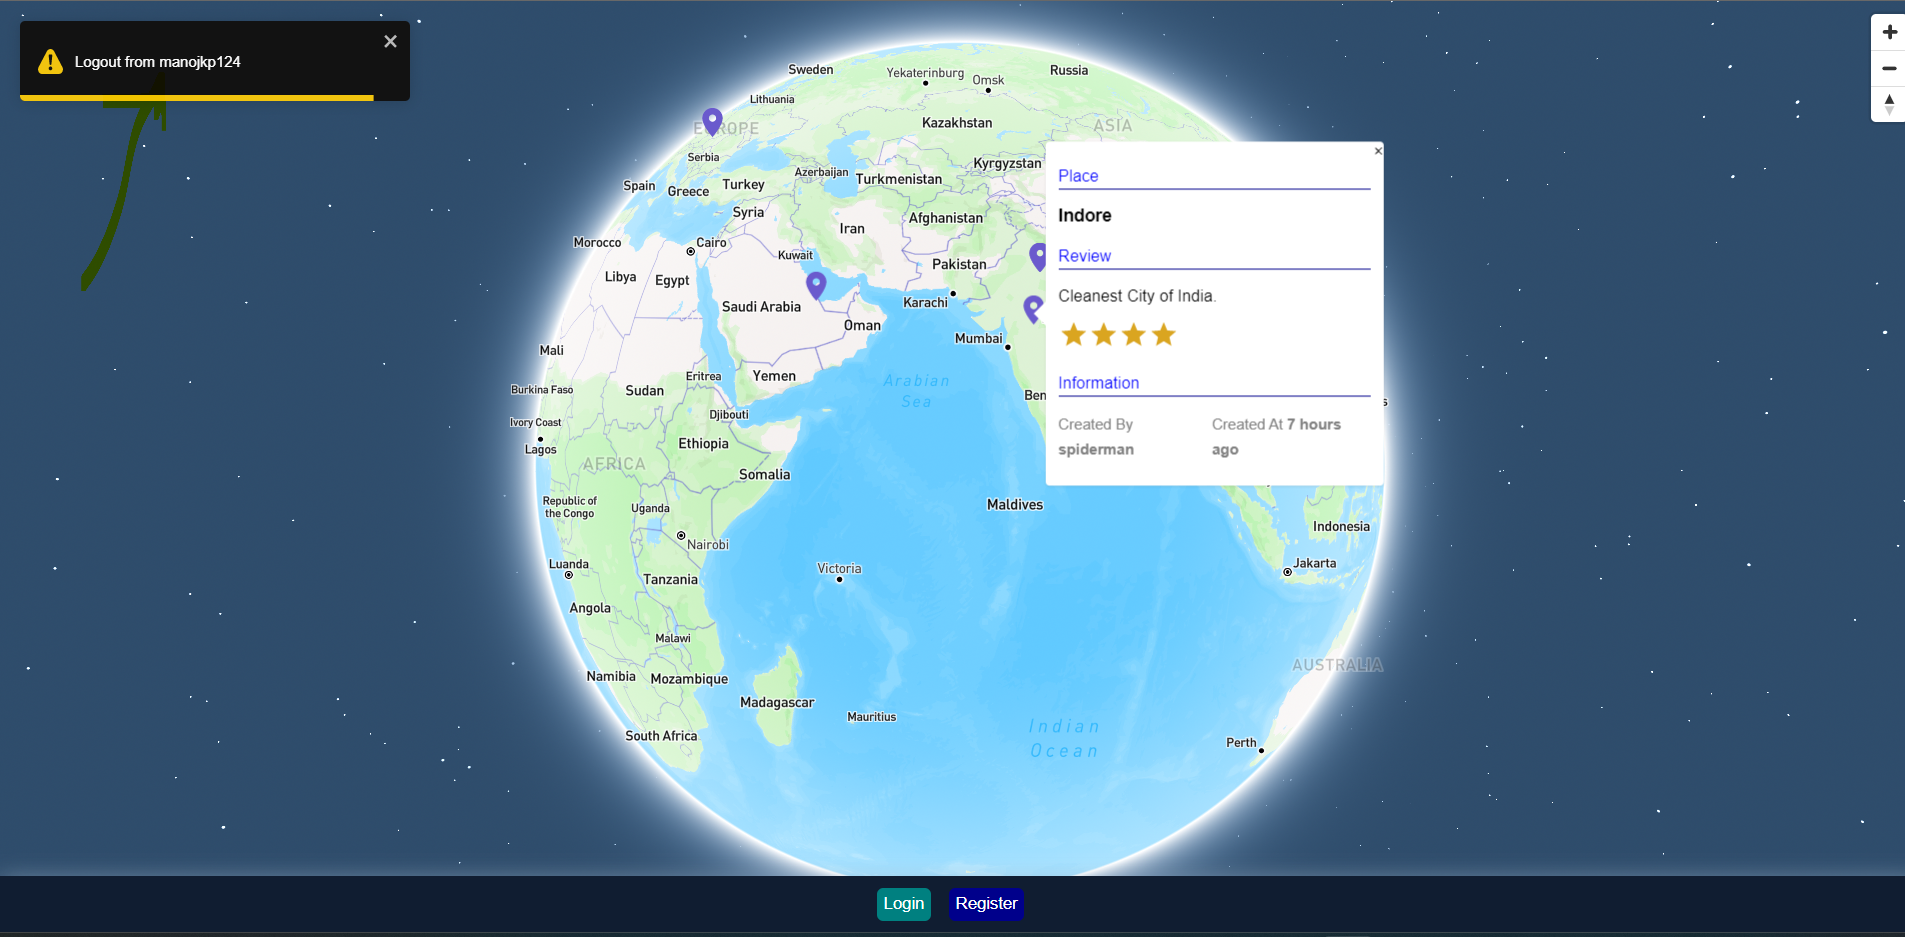 Logout from manojkp124
Sweden
Yekaterinburg
Omsk
Russia
Lithuania
EUROPE
Kazakhstan
ASIA
Serbia
Azerbaijan
Turkmenistan
Kyrgyzstan
Spain
Greece
Turkey
Syria
Iran
Afghanistan
Morocco
Cairo
Kuwait
Pakistan
Libya
Egypt
Saudi Arabia
Karachi
Oman
Mumbai
Mali
Eritrea
Yemen
Arabian
Sea
Burkina Faso
Sudan
Ben
Djibouti
Ivory Coast
Lagos
Ethiopia
AFRICA
Somalia
Republic of
the Congo
Uganda
Maldives
Nairobi
Indonesia
Luanda
Victoria
Jakarta
Tanzania
Angola
Malawi
Namibia
Mozambique
AUSTRALIA
Madagascar
Mauritius
South Africa
Indian
Ocean
Perth
Place
Indore
Review
Cleanest City of India.
Information
Created By
spiderman
Created At 7 hours
ago
Login
Register